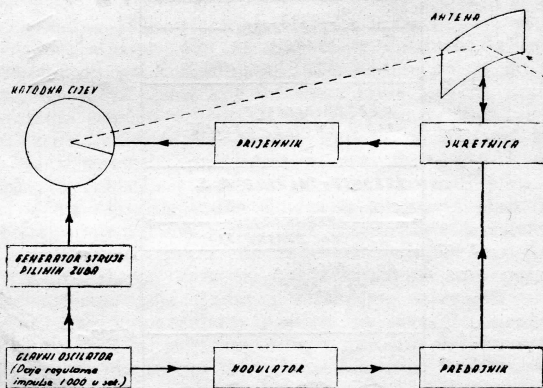 ANTENA
KATODNA CIJEV
PRIJEMNIK
SKRETNICA
GENERATOR STRUJE
PILINIH ZUBA
GLAVNI OSCILATOR
(Daje regularne
impulse 1000 u sek.)
MODULATOR
PREDAJNIK